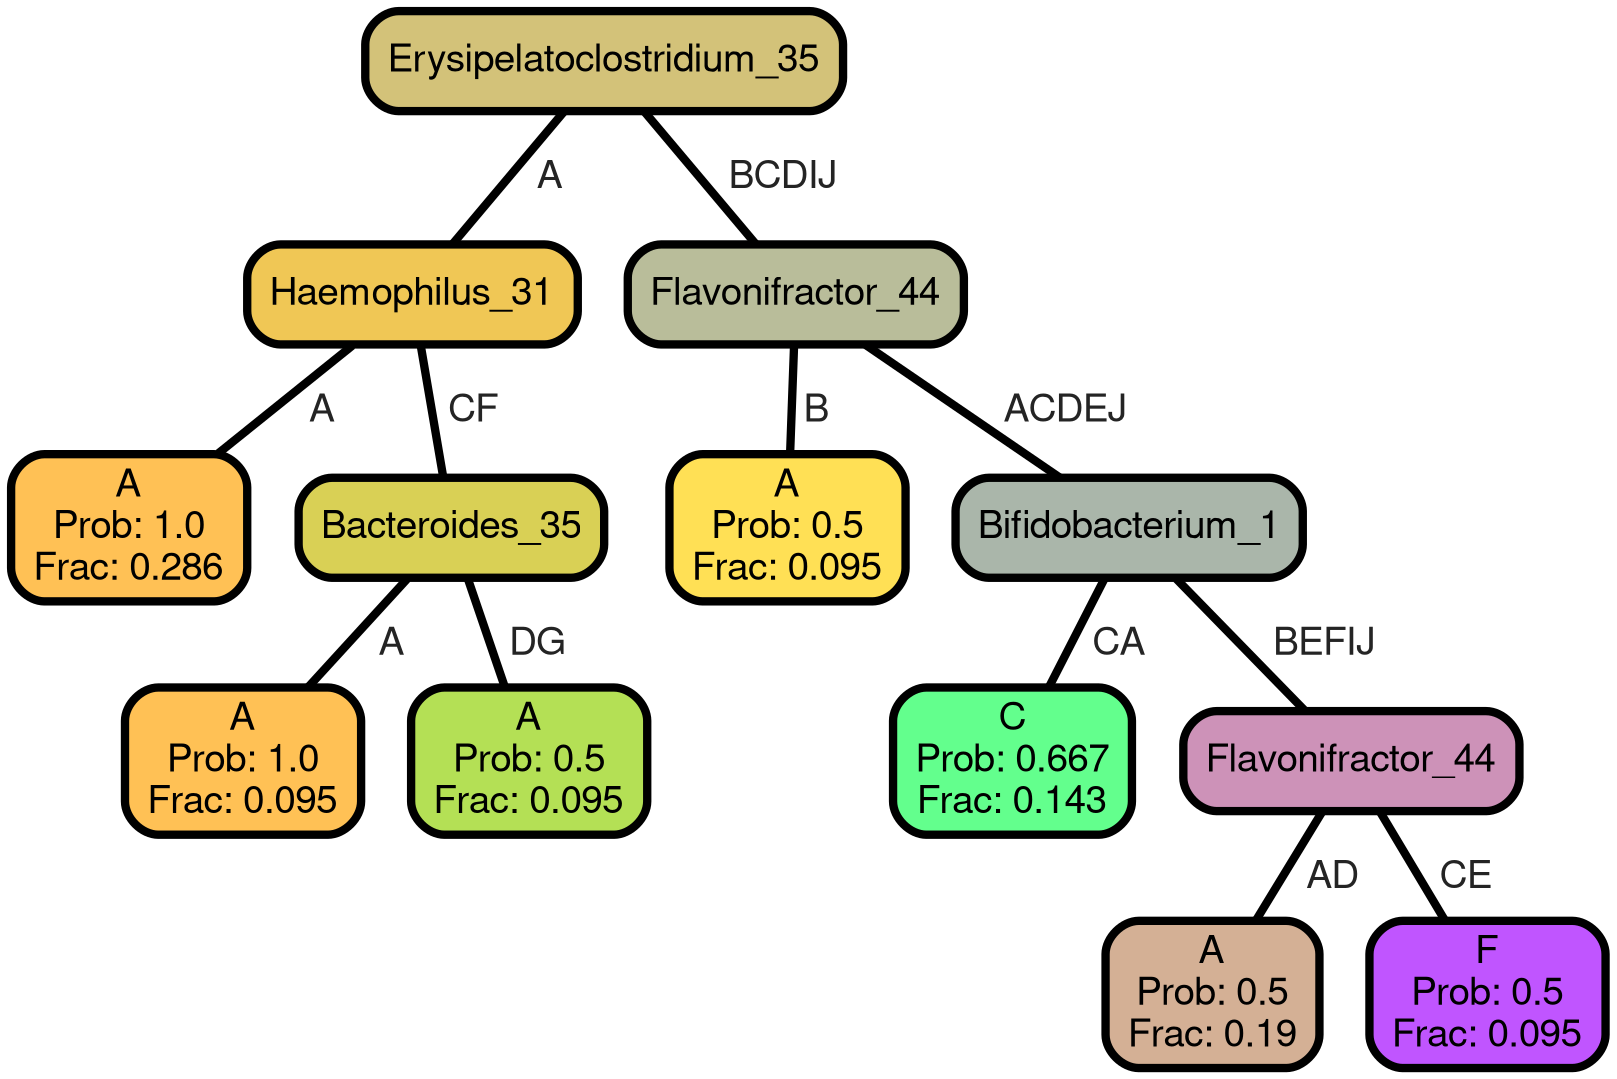 Erysipelatoclostridium_35
A
BCDIJ
Haemophilus_31
Flavonifractor_44
A
CF
B
ACDEJ
A
Prob: 1.0
Frac: 0.286
Bacteroides_35
A
Prob: 0.5
Frac: 0.095
Bifidobacterium_1
A
DG
CA
BEFIJ
A
Prob: 1.0
Frac: 0.095
A
Prob: 0.5
Frac: 0.095
C
Prob: 0.667
Frac: 0.143
Flavonifractor_44
AD
CE
A
Prob: 0.5
Frac: 0.19
F
Prob: 0.5
Frac: 0.095